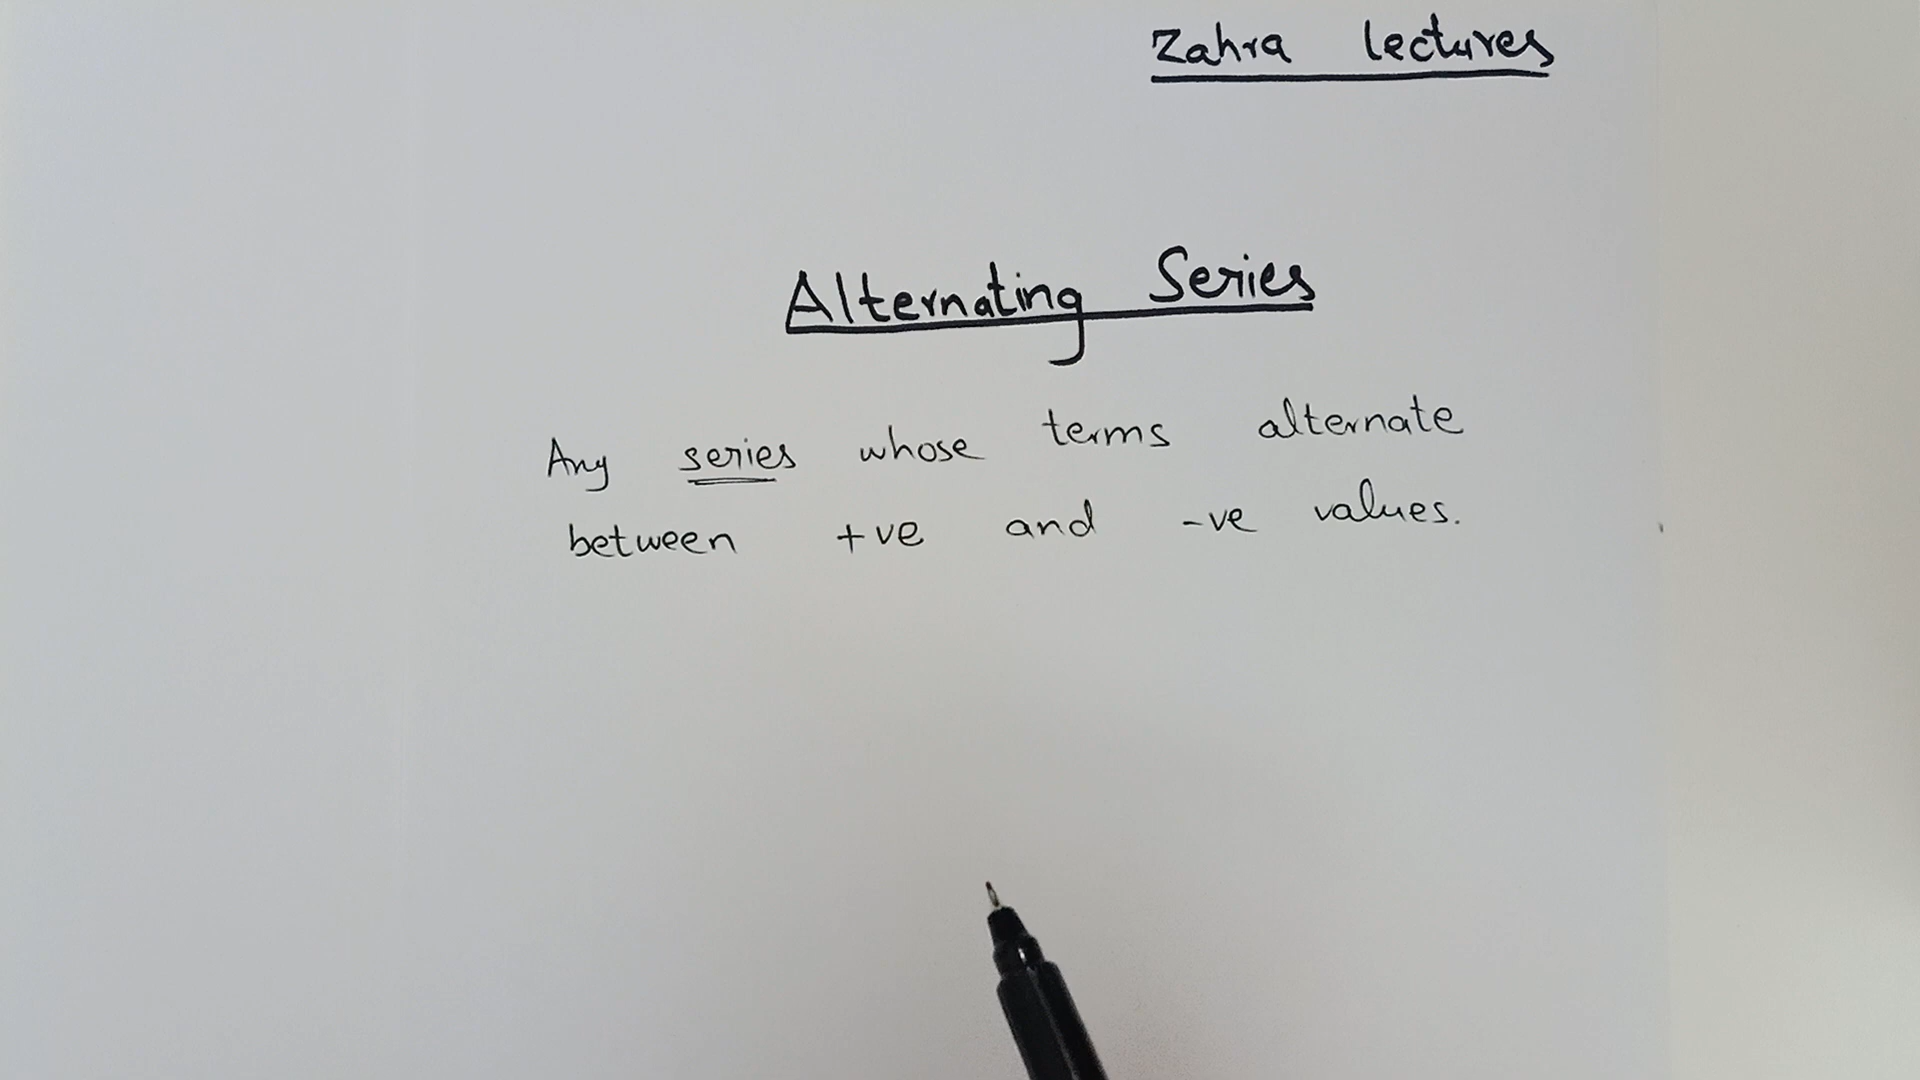 Zahra lectures
Alternating Series
Any series whose terms alternate
between +ve and -ve values.